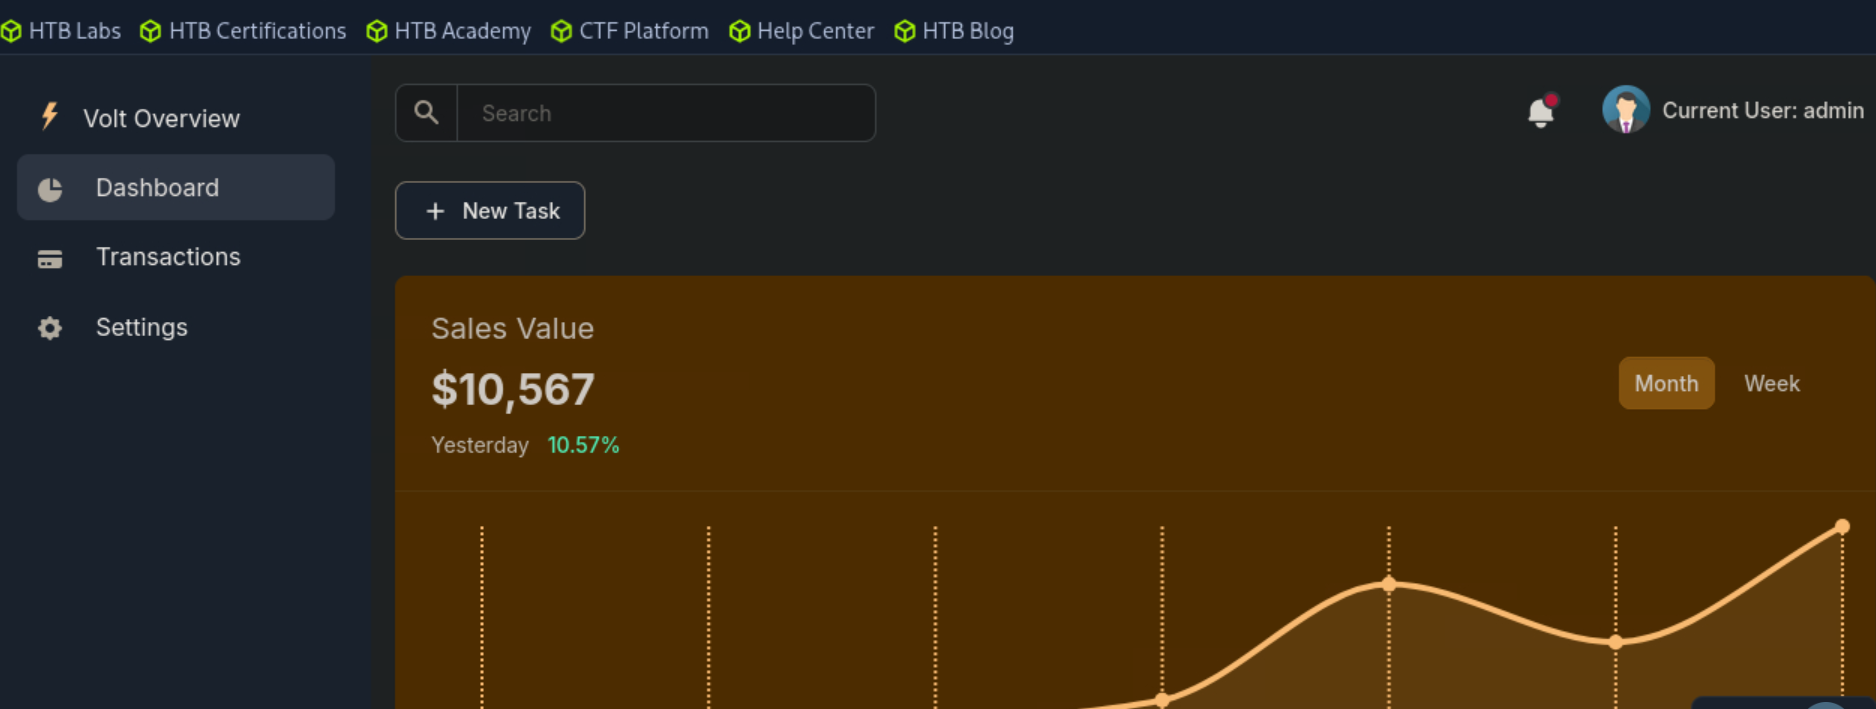 HTB Labs HTB Certifications HTB Academy CTF Platform Help Center HTB Blog
Volt Overview
Dashboard
Transactions
Settings
Search
Current User: admin
New Task
Sales Value
$10,567
Yesterday 10.57%
Month Week